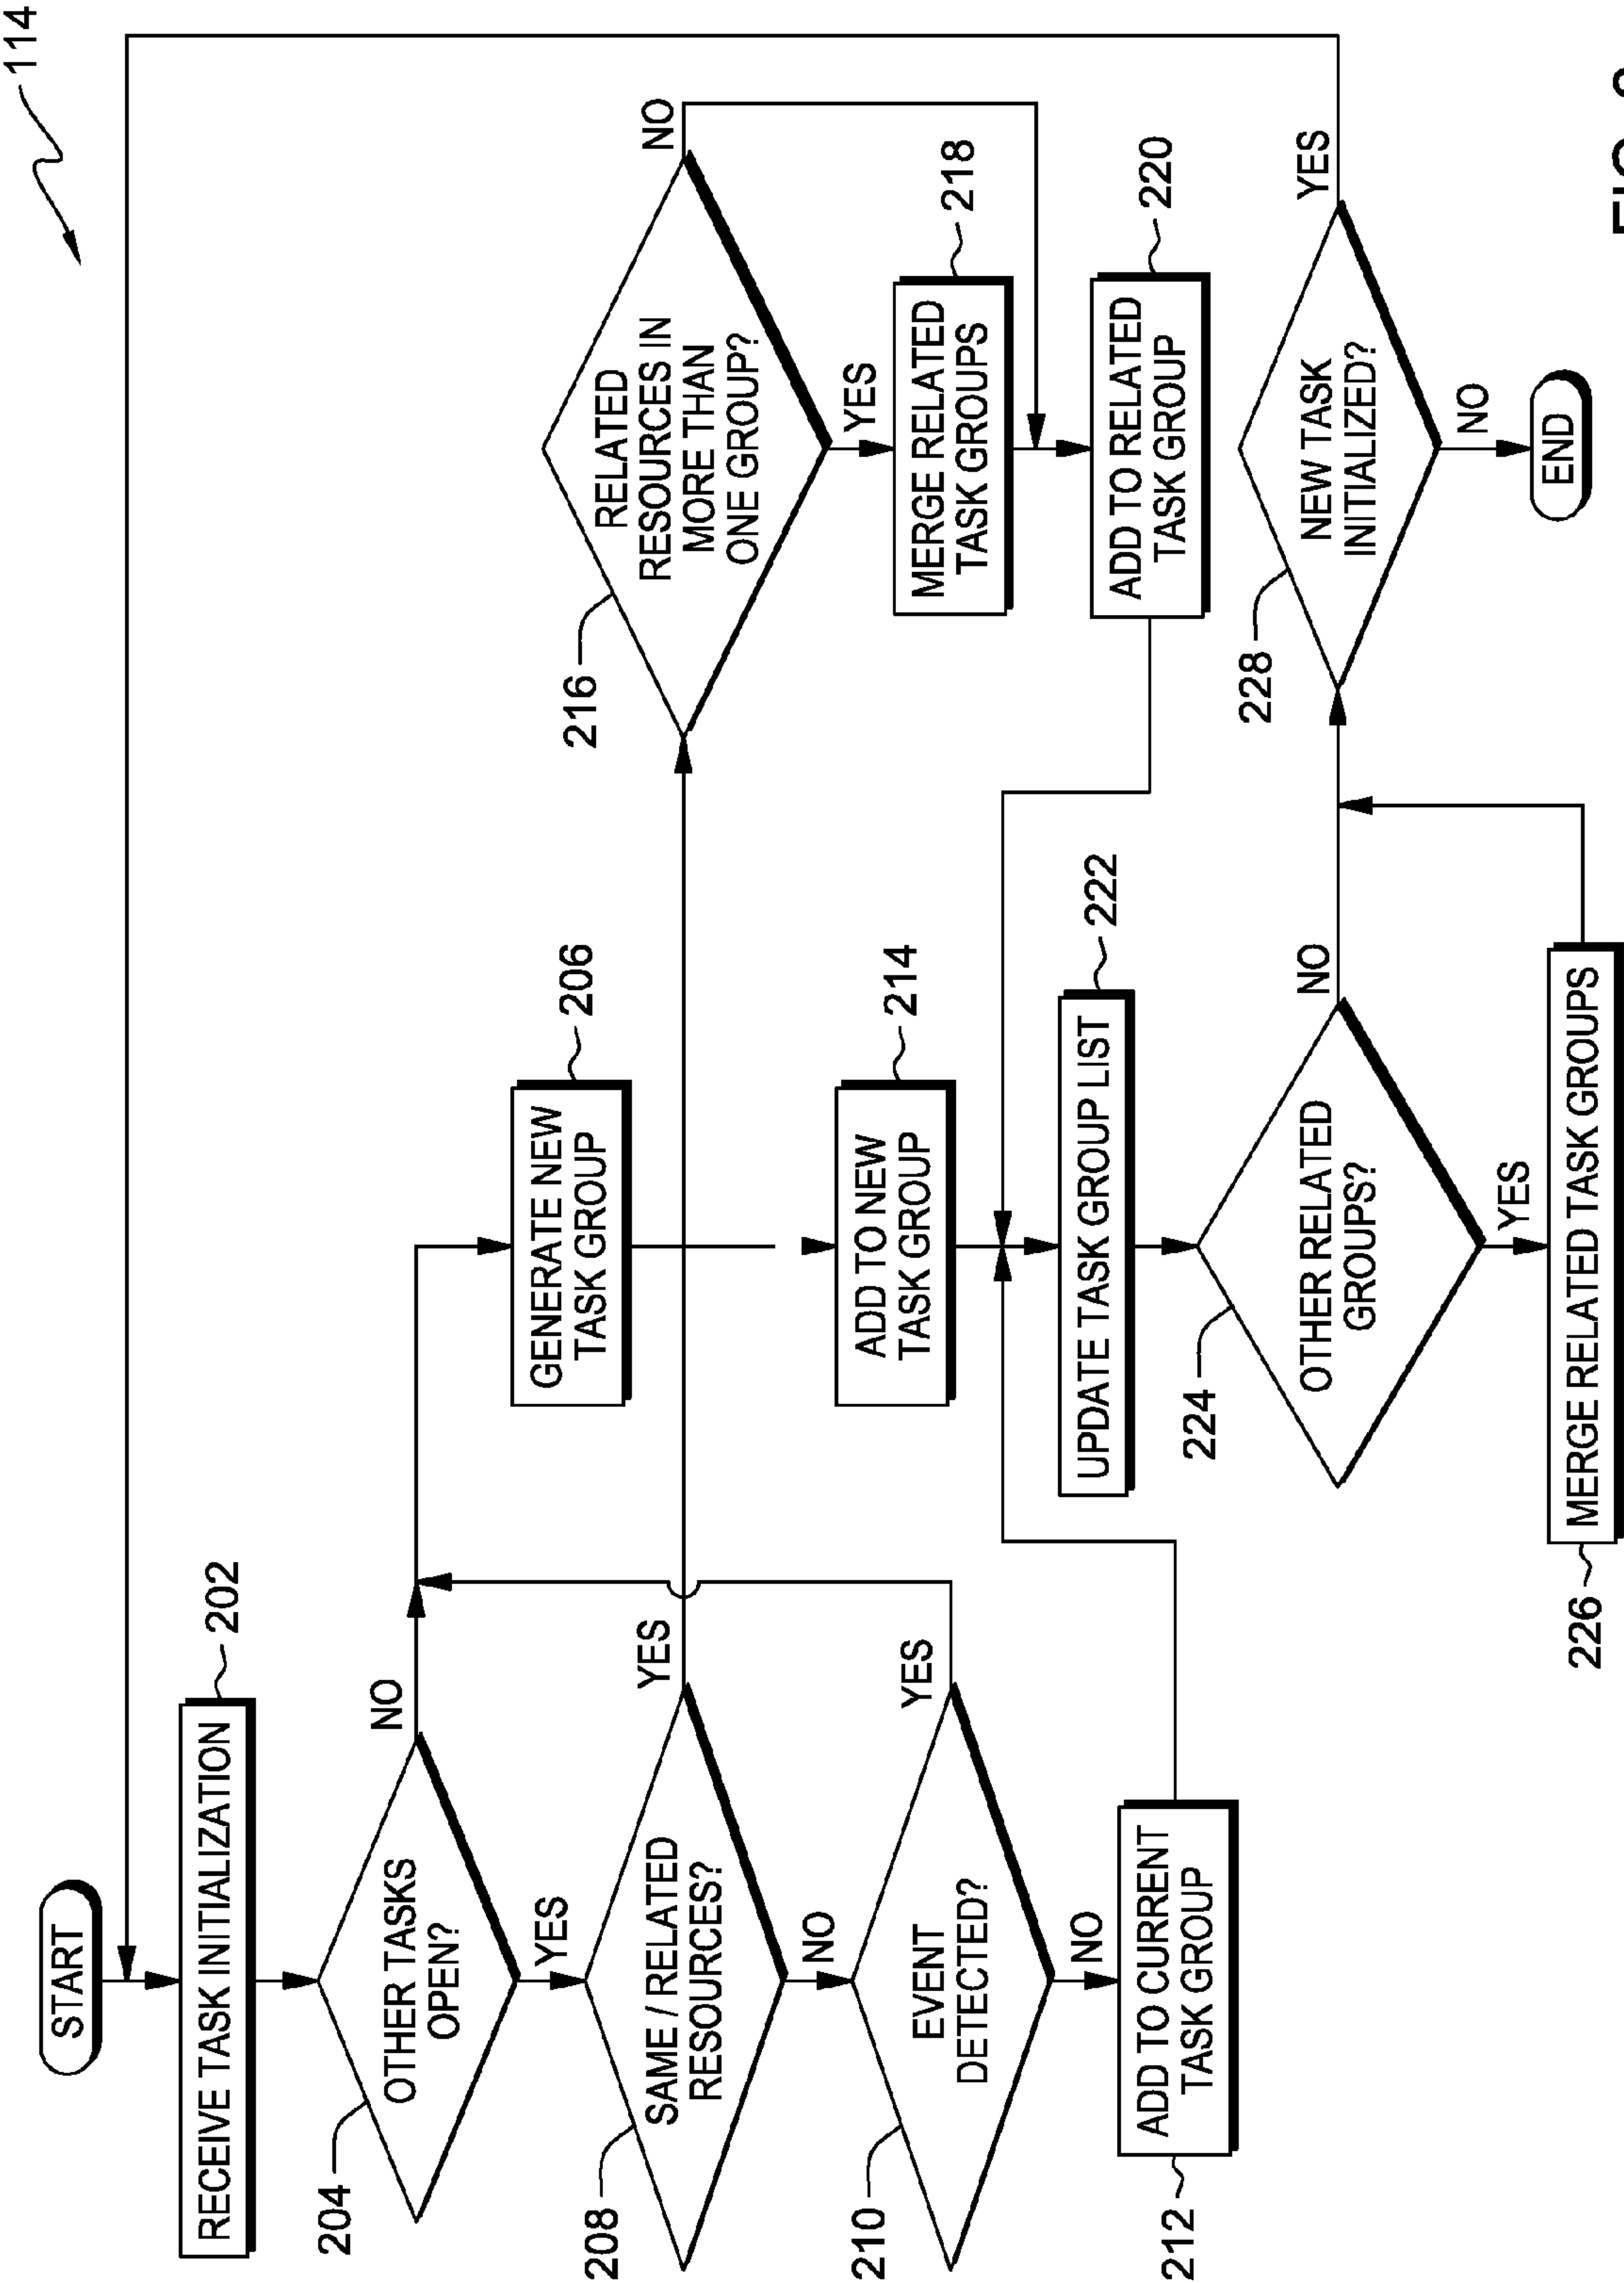 114
START
RECEIVE TASK INITIALIZATION
202
OTHER TASKS
OPEN?
204
NO
YES
GENERATE NEW
TASK GROUP
206
SAME / RELATED
RESOURCES?
208
YES
NO
RELATED
RESOURCES IN
MORE THAN
ONE GROUP?
216
NO
YES
EVENT
DETECTED?
210
YES
NO
ADD TO NEW
TASK GROUP
214
MERGE RELATED
TASK GROUPS
218
ADD TO CURRENT
TASK GROUP
212
UPDATE TASK GROUP LIST
222
ADD TO RELATED
TASK GROUP
220
OTHER RELATED
GROUPS?
224
NO
YES
NEW TASK
INITIALIZED?
228
YES
NO
MERGE RELATED TASK GROUPS
226
END